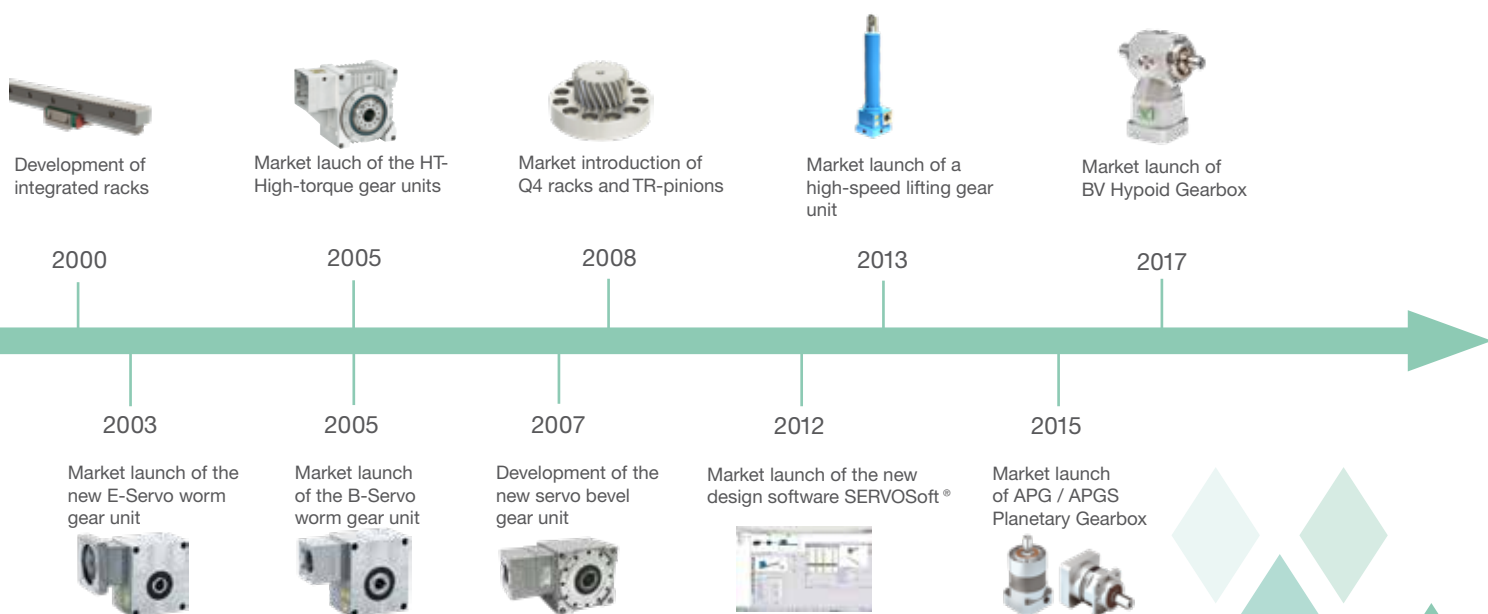 Development of
integrated racks
Market lauch of the HT-
High-torque gear units
Market introduction of
Q4 racks and TR-pinions
Market launch of a
high-speed lifting gear
unit
Market launch of
BV Hypoid Gearbox
2000
2005
2008
2013
2017
2003
2005
2007
2012
2015
Market launch of the
new E-Servo worm
gear unit
Market launch
of the B-Servo
worm gear unit
Development of the
new servo bevel
gear unit
Market launch of the new
design software SERVOSoft ®
Market launch
of APG / APGS
Planetary Gearbox